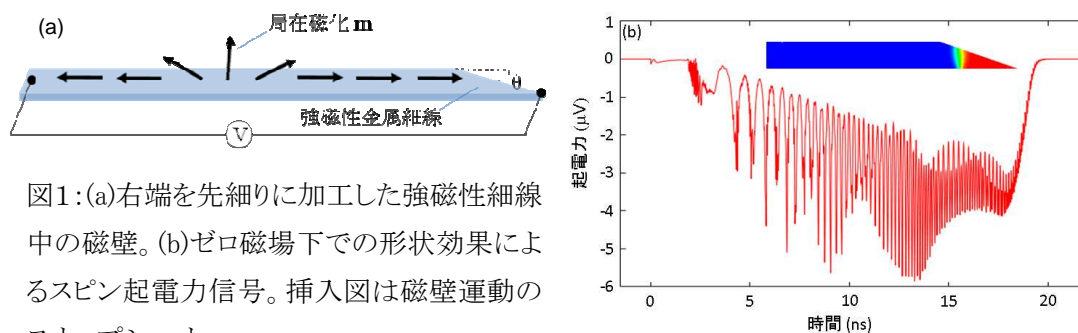 (a)
局在磁化 m
θ
強磁性金属細線
V
図1:(a)右端を先細りに加工した強磁性細線
中の磁壁。(b)ゼロ磁場下での形状効果によ
るスピン起電力信号。挿入図は磁壁運動の
(b)
起電力 (μV)
1
0
-1
-2
-3
-4
-5
-6
0
5
10
15
20
時間 (ns)